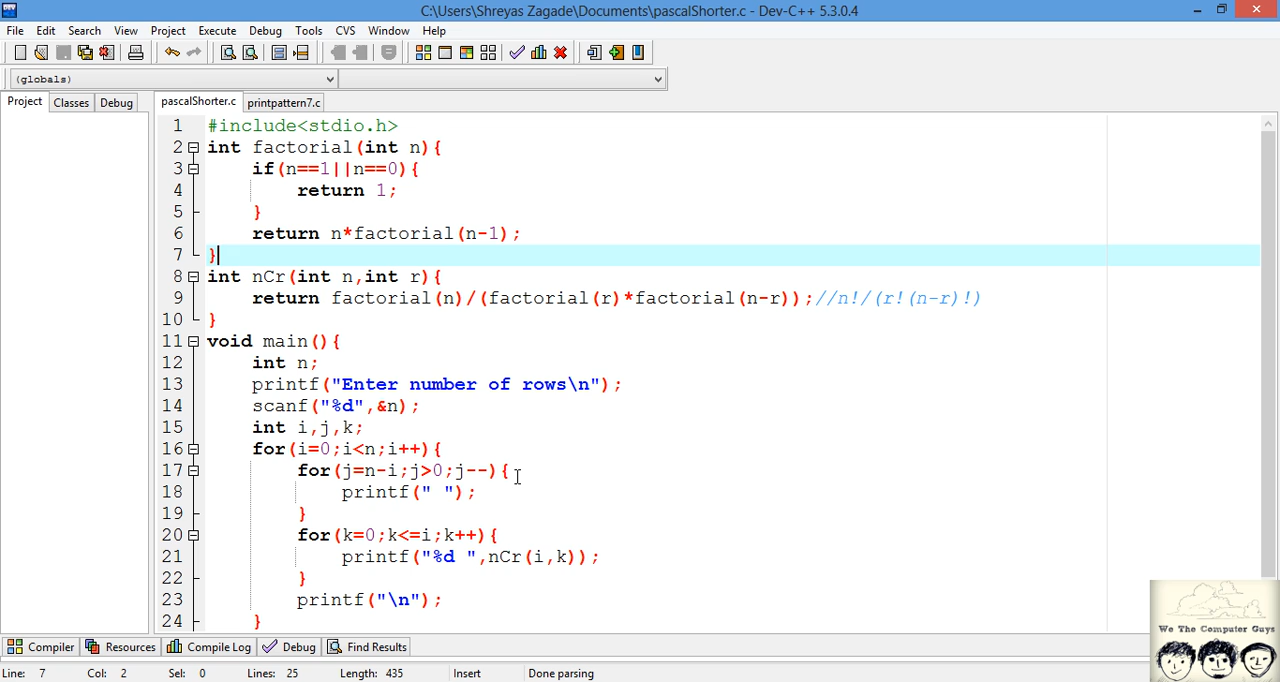 C:\Users\Shreyas Zagade\Documents\pascalShorter.c - Dev-C++ 5.3.0.4
File Edit Search View Project Execute Debug Tools CVS Window Help
(globals)
Project Classes Debug pascalShorter.c printpattern7.c
1 #include<stdio.h>
2 int factorial(int n){
3 if(n==1||n==0){
4 return 1;
5 }
6 return n*factorial(n-1);
7 }
8 int nCr(int n,int r){
9 return factorial(n)/(factorial(r)*factorial(n-r));//n!/(r!(n-r)!)
10 }
11 void main(){
12 int n;
13 printf("Enter number of rows\n");
14 scanf("%d",&n);
15 int i,j,k;
16 for(i=0;i<n;i++){
17 for(j=n-i;j>0;j--){
18 printf(" ");
19 }
20 for(k=0;k<=i;k++){
21 printf("%d ",nCr(i,k));
22 }
23 printf("\n");
24 }
We The Computer Guys
Compiler Resources Compile Log Debug Find Results
Line: 7 Col: 2 Sel: 0 Lines: 25 Length: 435 Insert Done parsing